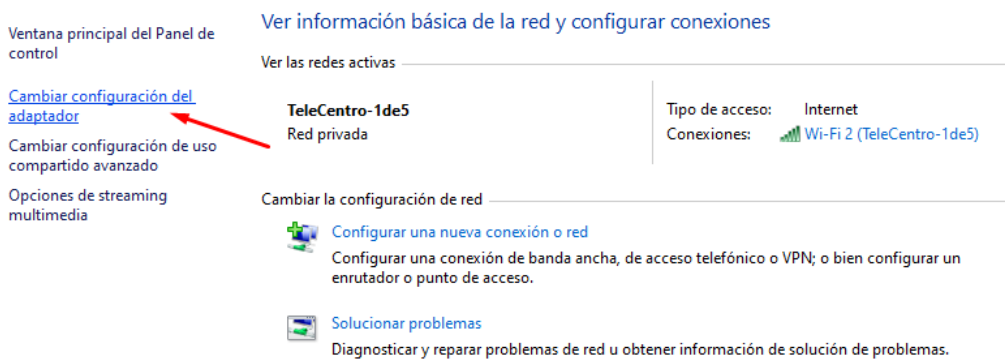 Ventana principal del Panel de
control
Cambiar configuración del
adaptador
Cambiar configuración de uso
compartido avanzado
Opciones de streaming
multimedia
Ver información básica de la red y configurar conexiones
Ver las redes activas
TeleCentro-1de5
Red privada
Tipo de acceso: Internet
Conexiones: Wi-Fi 2 (TeleCentro-1de5)
Cambiar la configuración de red
Configurar una nueva conexión o red
Configurar una conexión de banda ancha, de acceso telefónico o VPN; o bien configurar un
enrutador o punto de acceso.
Solucionar problemas
Diagnosticar y reparar problemas de red u obtener información de solución de problemas.